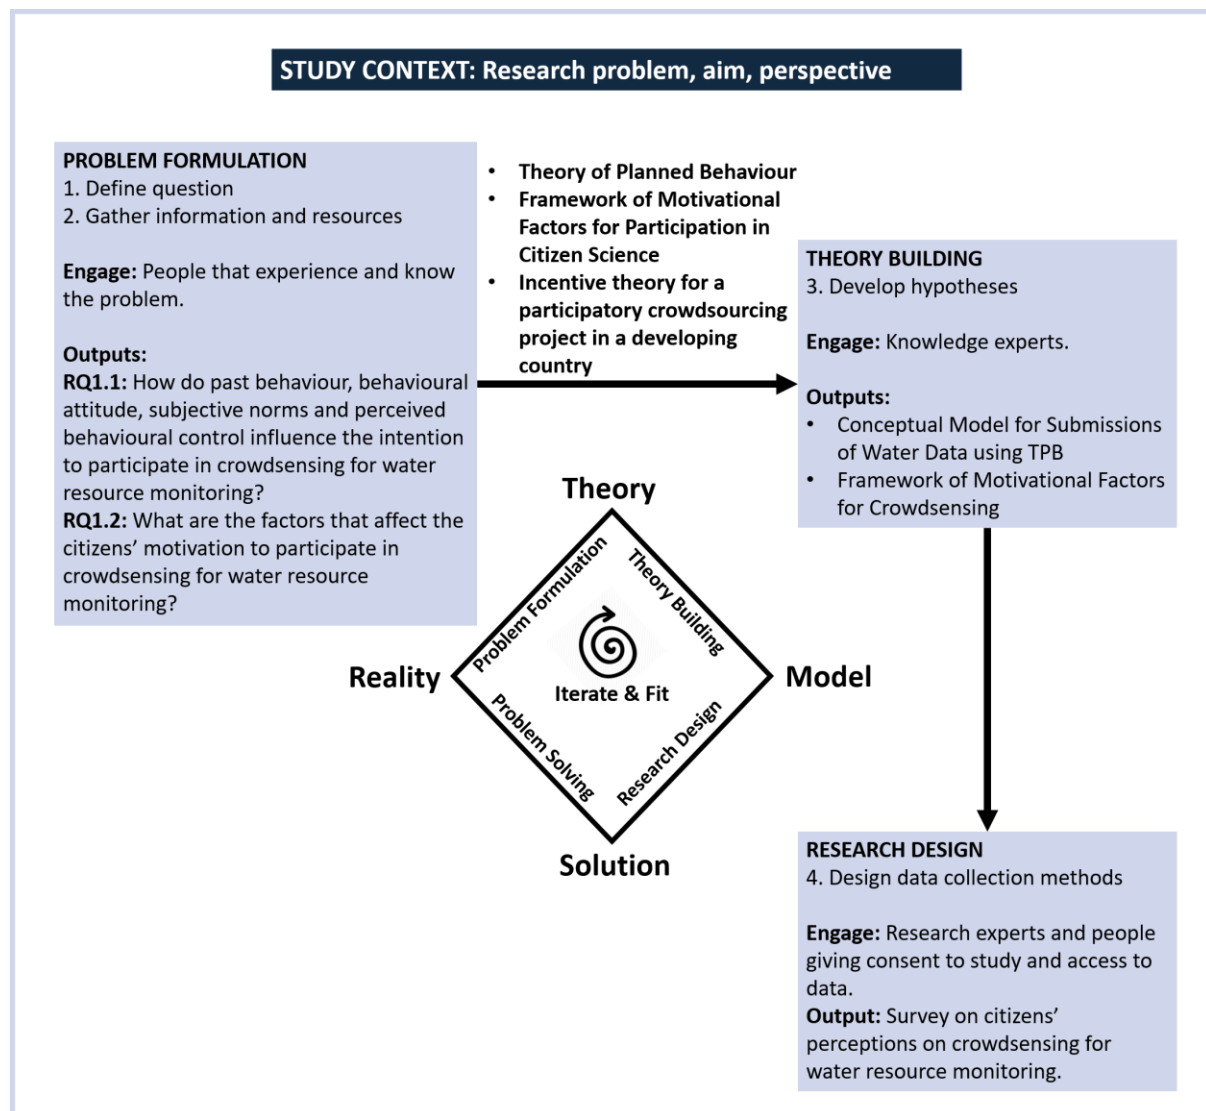 STUDY CONTEXT: Research problem, aim, perspective
PROBLEM FORMULATION
1. Define question
2. Gather information and resources
Engage: People that experience and know
the problem.
Outputs:
RQ1.1: How do past behaviour, behavioural
attitude, subjective norms and perceived
behavioural control influence the intention
to participate in crowdsensing for water
resource monitoring?
RQ1.2: What are the factors that affect the
citizens’ motivation to participate in
crowdsensing for water resource
monitoring?
• Theory of Planned Behaviour
• Framework of Motivational
Factors for Participation in
Citizen Science
• Incentive theory for a
participatory crowdsourcing
project in a developing
country
THEORY BUILDING
3. Develop hypotheses
Engage: Knowledge experts.
Outputs:
• Conceptual Model for Submissions
of Water Data using TPB
• Framework of Motivational Factors
for Crowdsensing
Theory
Problem Formulation
Theory Building
Reality
Iterate & Fit
Model
Problem Solving
Research Design
Solution
RESEARCH DESIGN
4. Design data collection methods
Engage: Research experts and people
giving consent to study and access to
data.
Output: Survey on citizens’
perceptions on crowdsensing for
water resource monitoring.